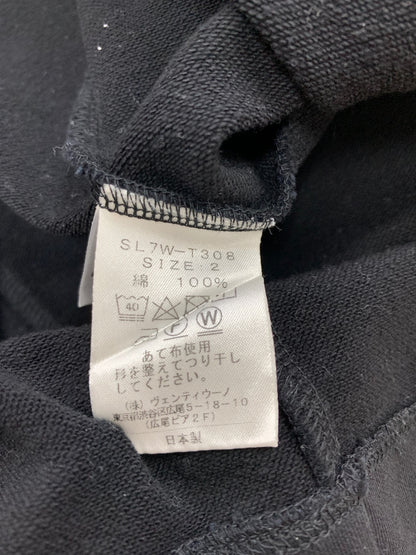 SL7W-T308
SIZE:2
綿 100%
40
P W
あて布使用
形を整えてつり干し
してください。
(株) ヴェンティウーノ
東京都渋谷区広尾5-18-10
(広尾ピア2F)
日本製